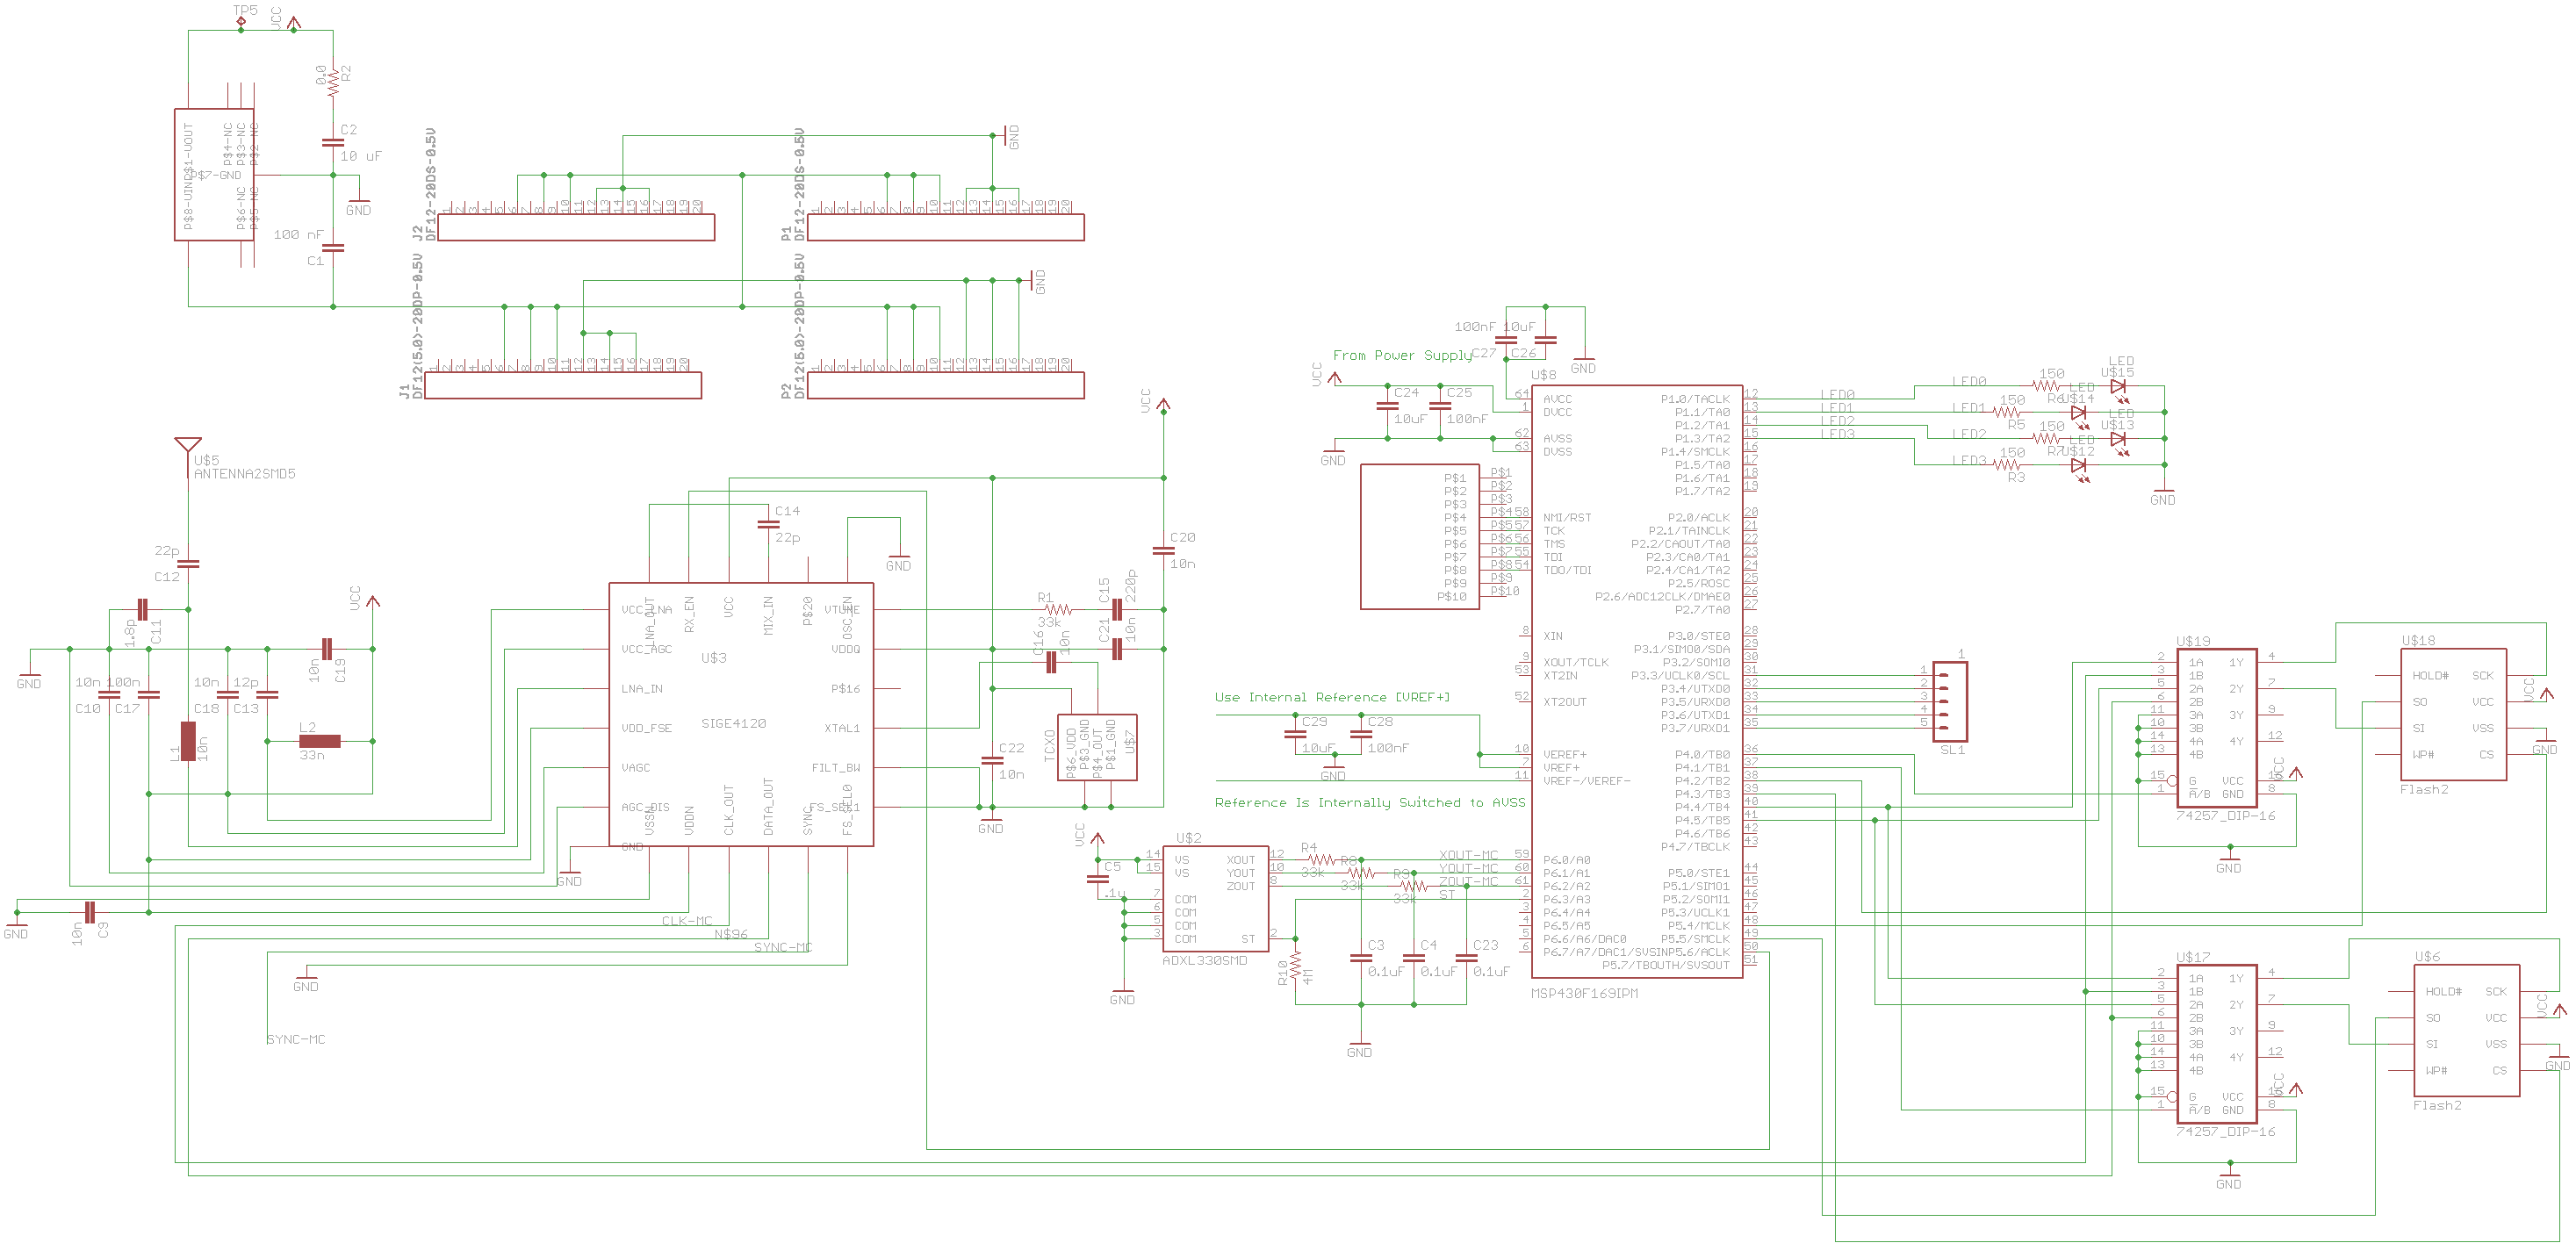 TP5
VCC
0.0
R2
C2
10 uF
P$1-VOUT
P$4-NC
P$3-NC
P$2-NC
P$7-GND
P$8-VIN
P$6-NC
P$5-NC
GND
100 nF
C1
J2
DF12-20DS-0.5V
1 2 3 4 5 6 7 8 9 10 11 12 13 14 15 16 17 18 19 20
P1
DF12-20DS-0.5V
1 2 3 4 5 6 7 8 9 10 11 12 13 14 15 16 17 18 19 20
GND
J1
DF12(5.0)-20DP-0.5V
1 2 3 4 5 6 7 8 9 10 11 12 13 14 15 16 17 18 19 20
P2
DF12(5.0)-20DP-0.5V
1 2 3 4 5 6 7 8 9 10 11 12 13 14 15 16 17 18 19 20
GND
U$5
ANTENNA2SMD5
22p
C12
1.8p
C11
VCC
GND
10n
C19
10n
C10
100n
C17
10n
C18
12p
C13
L1
10n
L2
33n
10n
C9
GND
C14
22p
GND
VCC
C20
10n
U$3
SIGE4120
VCC_LNA
VCC_AGC
LNA_IN
VDD_FSE
VAGC
AGC-DIS
GND
LNA_OUT
RX_EN
VCC
MIX_IN
P$20
OSC_EN
VTUNE
VDDQ
P$16
XTAL1
FILT_BW
FS_SEL1
VSSN
VDDN
CLK_OUT
DATA_OUT
SYNC
FS_SEL0
GND
CLK-MC
N$96
SYNC-MC
GND
SYNC-MC
R1
33k
C15
220p
C21
10n
C16
10n
TCXO
P$6_VDD
P$3_GND
P$4_OUT
P$1_GND
U$7
C22
10n
GND
From Power Supply
VCC
100nF
C27
10uF
C26
GND
C24
10uF
C25
100nF
GND
P$1
P$2
P$3
P$4
P$5
P$6
P$7
P$8
P$9
P$10
P$1
P$2
P$3
P$4
P$5
P$6
P$7
P$8
P$9
P$10
Use Internal Reference [VREF+]
C29
10uF
C28
100nF
GND
Reference Is Internally Switched to AVSS
U$8
64 AVCC
1 DVCC
62 AVSS
63 DVSS
58 NMI/RST
57 TCK
56 TMS
55 TDI
54 TDO/TDI
8 XIN
9 XOUT/TCLK
53 XT2IN
52 XT2OUT
10 VEREF+
7 VREF+
11 VREF-/VEREF-
59 P6.0/A0
60 P6.1/A1
61 P6.2/A2
2 P6.3/A3
3 P6.4/A4
4 P6.5/A5
5 P6.6/A6/DAC0
6 P6.7/A7/DAC1/SVSIN
P1.0/TACLK 12
P1.1/TA0 13
P1.2/TA1 14
P1.3/TA2 15
P1.4/SMCLK 16
P1.5/TA0 17
P1.6/TA1 18
P1.7/TA2 19
P2.0/ACLK 20
P2.1/TAINCLK 21
P2.2/CAOUT/TA0 22
P2.3/CA0/TA1 23
P2.4/CA1/TA2 24
P2.5/ROSC 25
P2.6/ADC12CLK/DMAE0 26
P2.7/TA0 27
P3.0/STE0 28
P3.1/SIMO0/SDA 29
P3.2/SOMI0 30
P3.3/UCLK0/SCL 31
P3.4/UTXD0 32
P3.5/URXD0 33
P3.6/UTXD1 34
P3.7/URXD1 35
P4.0/TB0 36
P4.1/TB1 37
P4.2/TB2 38
P4.3/TB3 39
P4.4/TB4 40
P4.5/TB5 41
P4.6/TB6 42
P4.7/TBCLK 43
P5.0/STE1 44
P5.1/SIMO1 45
P5.2/SOMI1 46
P5.3/UCLK1 47
P5.4/MCLK 48
P5.5/SMCLK 49
P5.6/ACLK 50
P5.7/TBOUTH/SVSOUT 51
MSP430F169IPM
VCC
C5
.1u
U$2
14 VS
15 VS
7 COM
6 COM
5 COM
3 COM
XOUT 12
YOUT 10
ZOUT 8
ST 2
ADXL330SMD
GND
R4
33k
R8
33k
R9
33k
XOUT-MC
YOUT-MC
ZOUT-MC
ST
R10
4M
C3
0.1uF
C4
0.1uF
C23
0.1uF
GND
LED0
LED1
LED2
LED3
LED0
LED1
LED2
LED3
150
R6
150
R5
150
R7
150
R3
LED
U$15
LED
U$14
LED
U$13
LED
U$12
GND
1
1
2
3
4
5
SL1
U$19
2 1A
3 1B
5 2A
6 2B
11 3A
10 3B
14 4A
13 4B
15 G
1 A/B
1Y 4
2Y 7
3Y 9
4Y 12
VCC 16
GND 8
VCC
74257_DIP-16
GND
U$18
HOLD#
SO
SI
WP#
SCK
VCC
VSS
CS
VCC
GND
Flash2
U$17
2 1A
3 1B
5 2A
6 2B
11 3A
10 3B
14 4A
13 4B
15 G
1 A/B
1Y 4
2Y 7
3Y 9
4Y 12
VCC 16
GND 8
VCC
74257_DIP-16
GND
U$6
HOLD#
SO
SI
WP#
SCK
VCC
VSS
CS
VCC
GND
Flash2